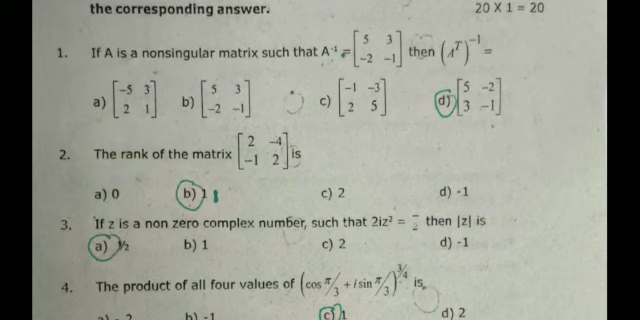 the corresponding answer. 20 X 1 = 20
1. If A is a nonsingular matrix such that A⁻¹ = [5 3; -2 -1] then (Aᵀ)⁻¹ =
a) [-5 3; 2 1] b) [5 3; -2 -1] c) [-1 -3; 2 5] d) [5 -2; 3 -1]
2. The rank of the matrix [2 -4; -1 2] is
a) 0 b) 1 c) 2 d) -1
3. If z is a non zero complex number, such that 2iz² = z̄ then |z| is
a) ½ b) 1 c) 2 d) -1
4. The product of all four values of (cos π/3 + i sin π/3)^¾ is
a) - 2 b) -1 c) 1 d) 2